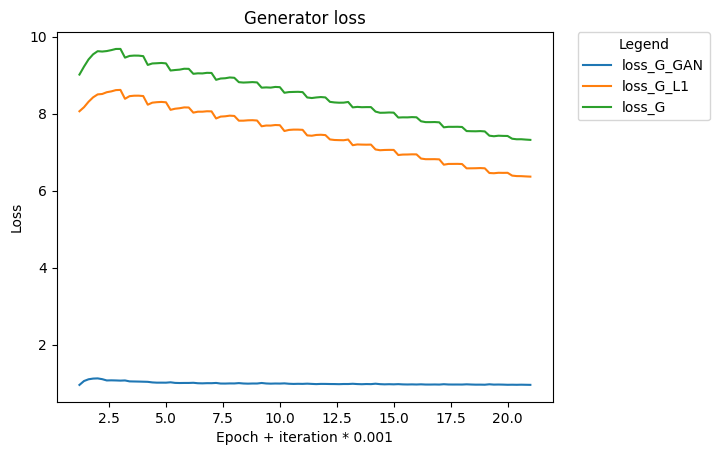 Generator loss
Legend
loss_G_GAN
loss_G_L1
loss_G
Loss
10
8
6
4
2
2.5 5.0 7.5 10.0 12.5 15.0 17.5 20.0
Epoch + iteration * 0.001